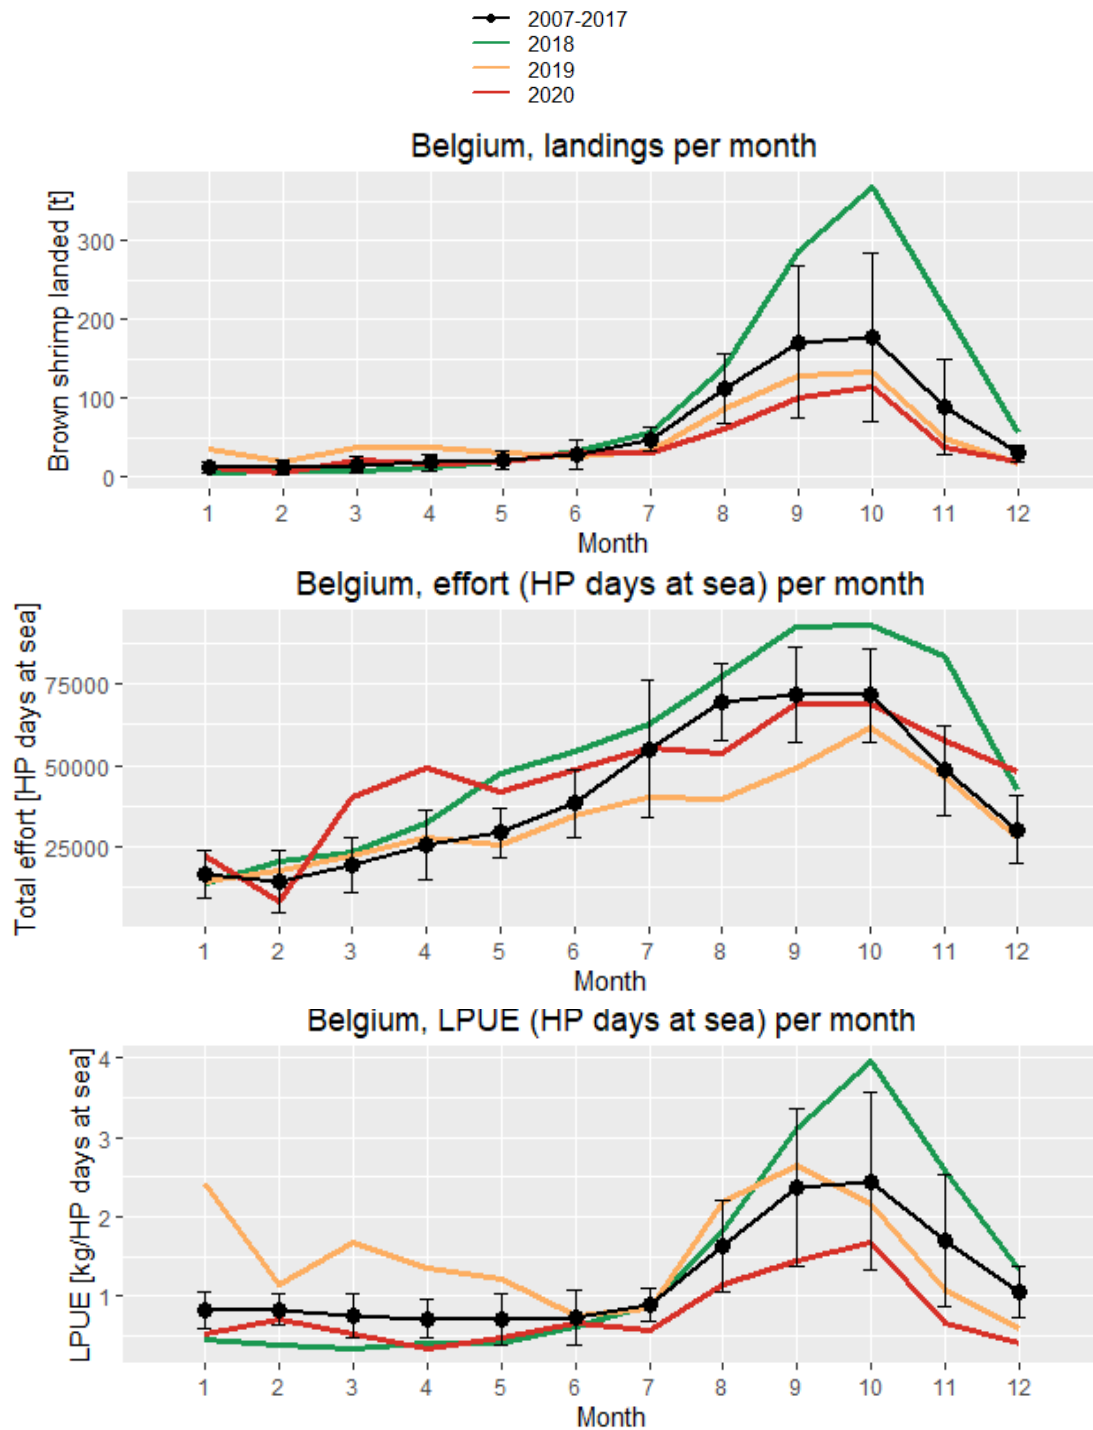 2007-2017
2018
2019
2020
Belgium, landings per month
Brown shrimp landed [t]
300
200
100
0
1 2 3 4 5 6 7 8 9 10 11 12
Month
Belgium, effort (HP days at sea) per month
Total effort [HP days at sea]
75000
50000
25000
1 2 3 4 5 6 7 8 9 10 11 12
Month
Belgium, LPUE (HP days at sea) per month
LPUE [kg/HP days at sea]
4
3
2
1
1 2 3 4 5 6 7 8 9 10 11 12
Month